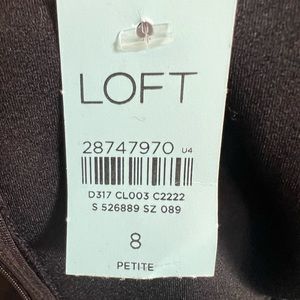 LOFT
28747970 U4
D317 CL003 C2222
S 526889 SZ 089
8
PETITE